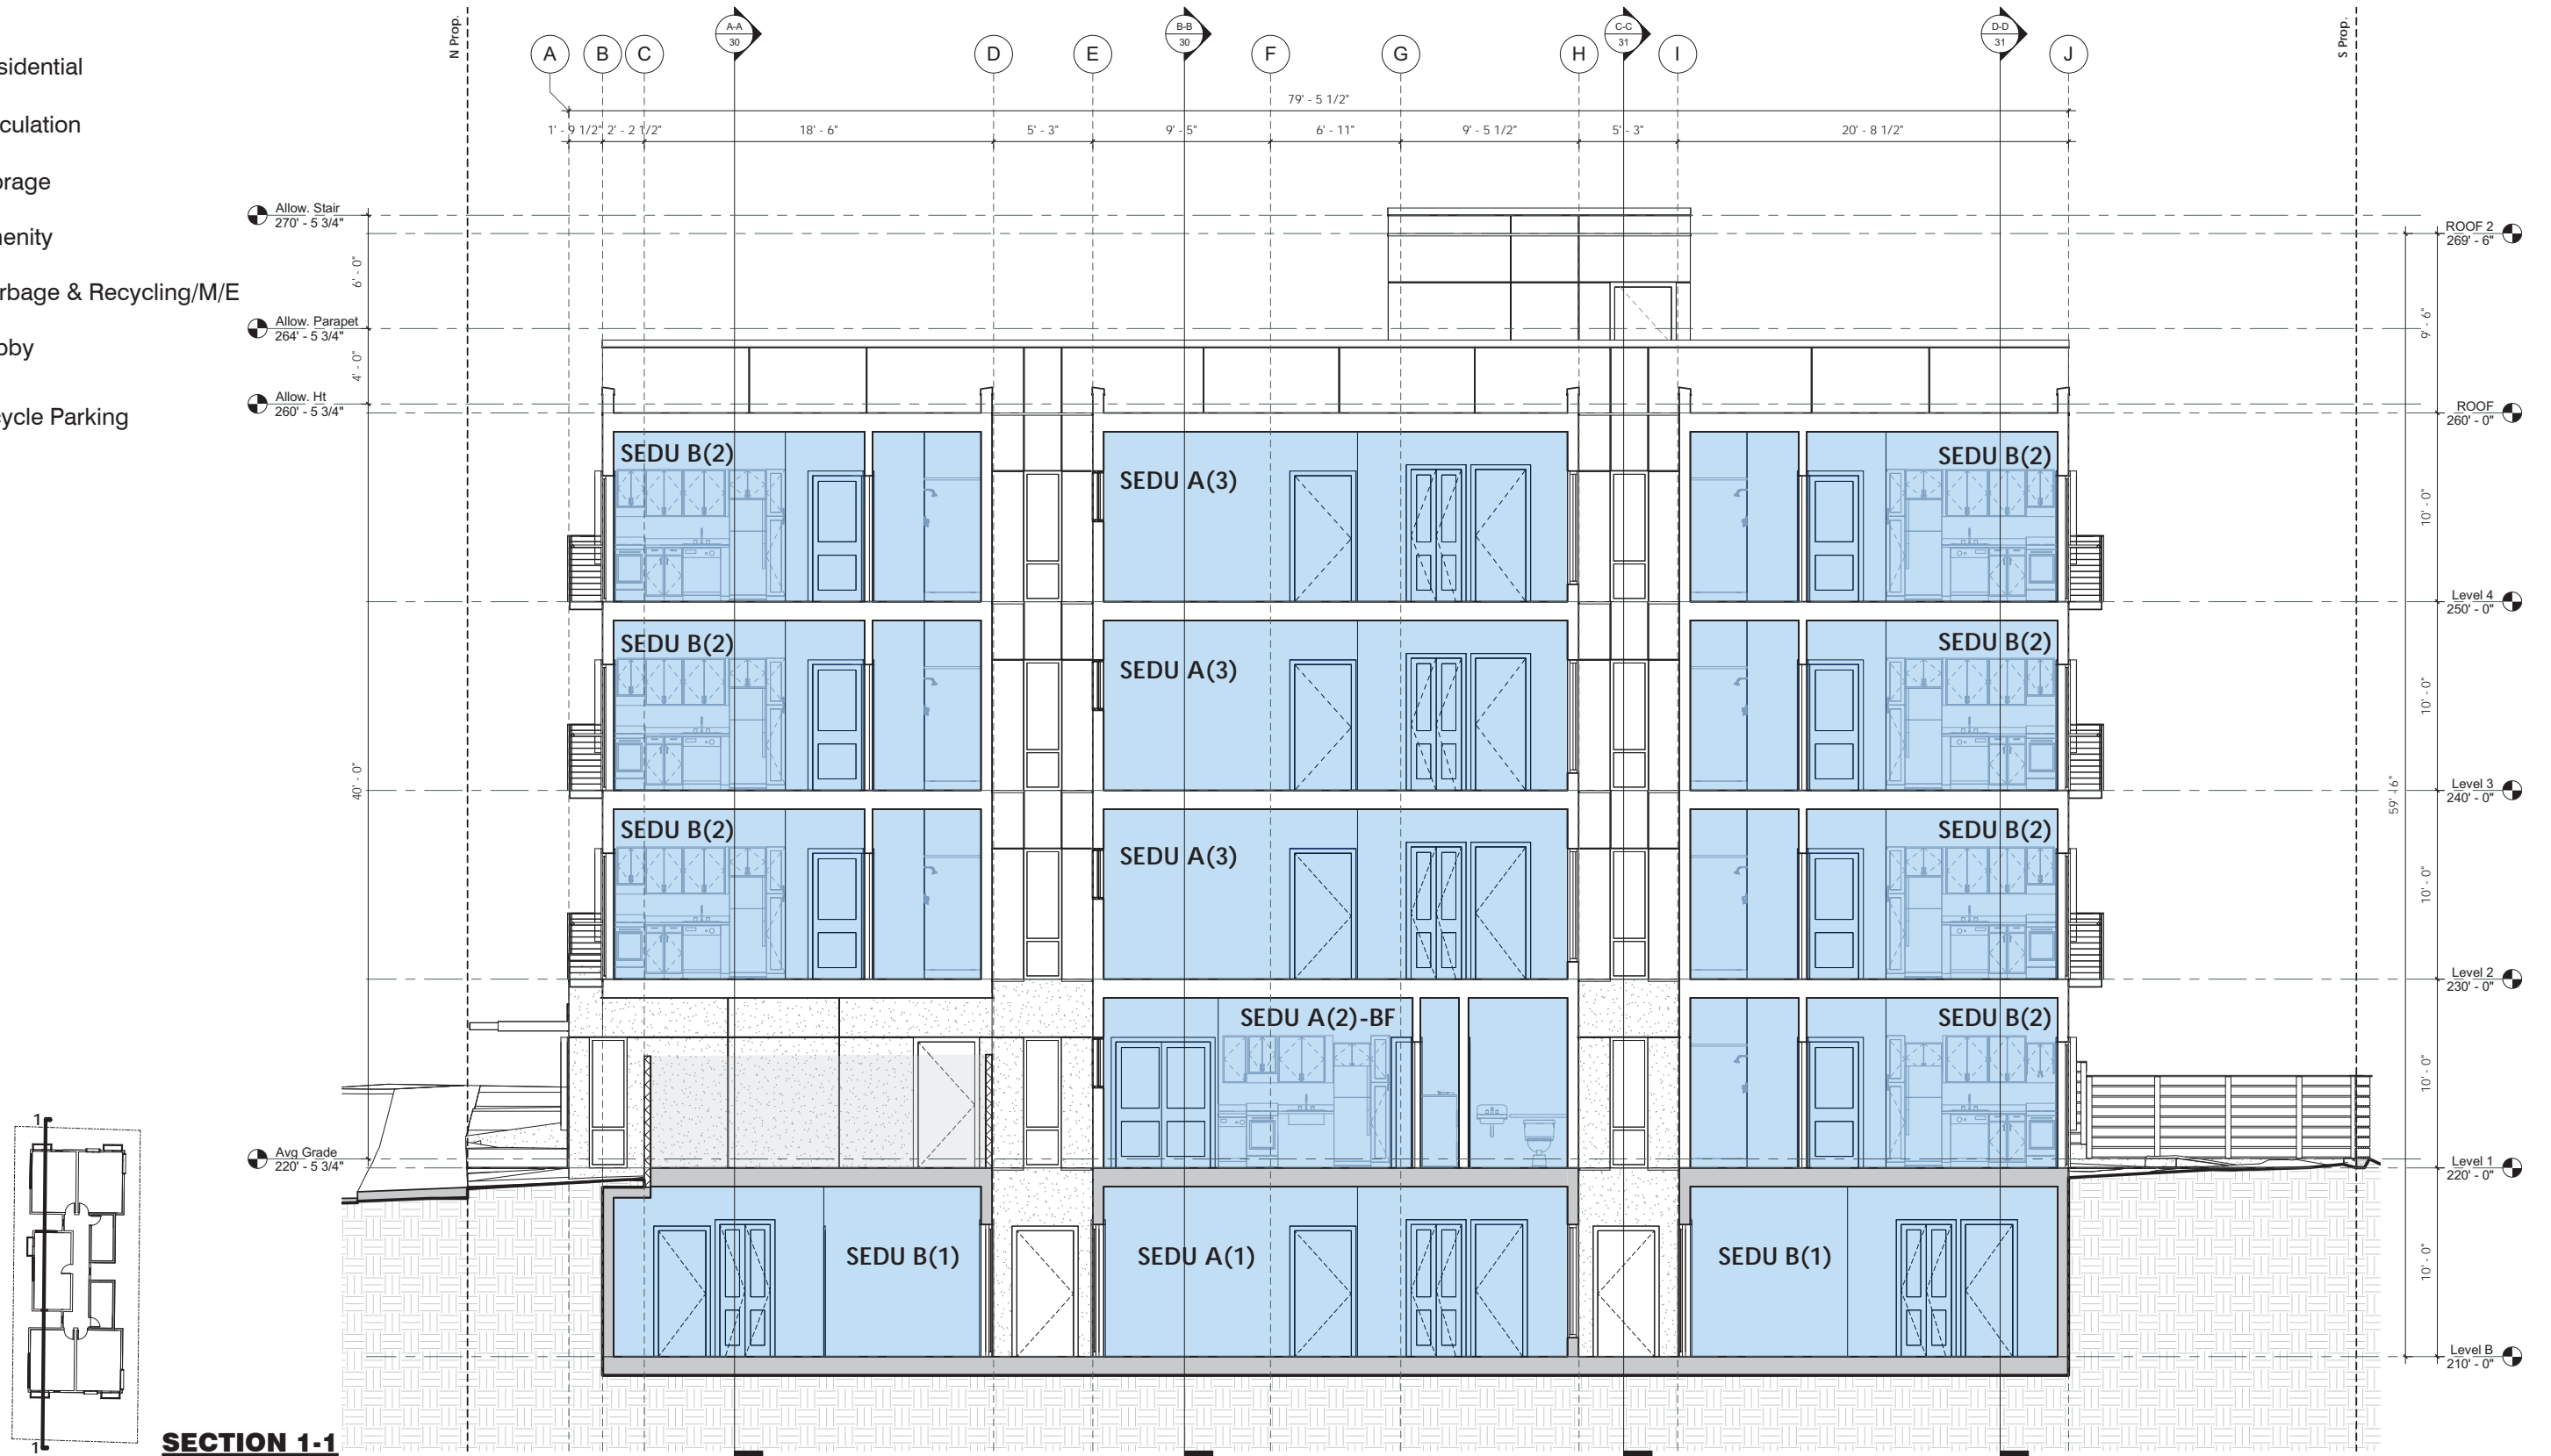 sidential
culation
orage
enity
rbage & Recycling/M/E
bby
cycle Parking
N Prop.
S Prop.
A-A
30
B-B
30
C-C
31
D-D
31
A B C D E F G H I J
79' - 5 1/2"
1' - 9 1/2" 2' - 2 1/2" 18' - 6" 5' - 3" 9' - 5" 6' - 11" 9' - 5 1/2" 5' - 3" 20' - 8 1/2"
Allow. Stair
270' - 5 3/4"
6' - 0"
Allow. Parapet
264' - 5 3/4"
4' - 0"
Allow. Ht
260' - 5 3/4"
40' - 0"
Avg Grade
220' - 5 3/4"
ROOF 2
269' - 6"
9' - 6"
ROOF
260' - 0"
10' - 0"
Level 4
250' - 0"
10' - 0"
Level 3
240' - 0"
59' - 6"
10' - 0"
Level 2
230' - 0"
10' - 0"
Level 1
220' - 0"
10' - 0"
Level B
210' - 0"
SEDU B(2) SEDU A(3) SEDU B(2)
SEDU B(2) SEDU A(3) SEDU B(2)
SEDU B(2) SEDU A(3) SEDU B(2)
SEDU A(2)-BF SEDU B(2)
SEDU B(1) SEDU A(1) SEDU B(1)
1
1
SECTION 1-1